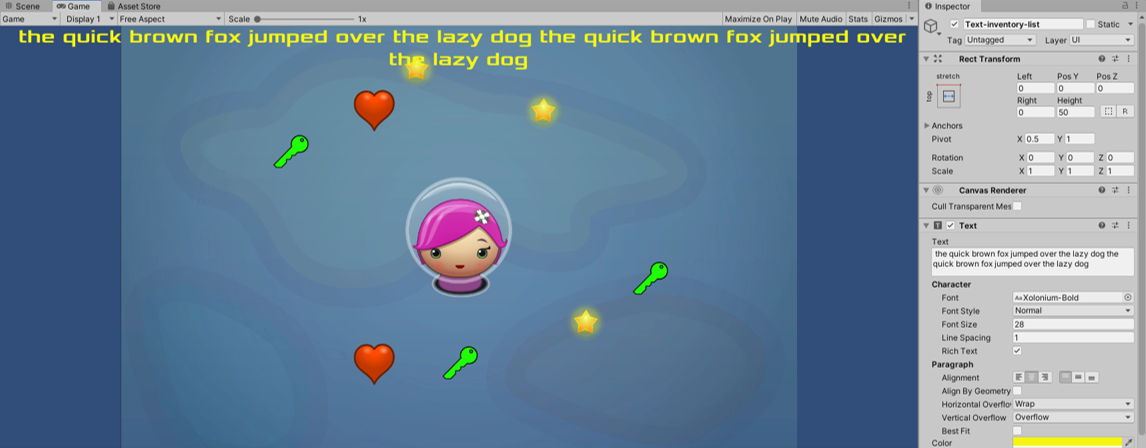 Scene Game Asset Store
Game Display 1 Free Aspect Scale 1x Maximize On Play Mute Audio Stats Gizmos
the quick brown fox jumped over the lazy dog the quick brown fox jumped over
the lazy dog
Inspector
Text-inventory-list Static
Tag Untagged Layer UI
Rect Transform
stretch Left Pos Y Pos Z
top 0 0 0
Right Height
0 50 R
Anchors
Pivot X 0.5 Y 1
Rotation X 0 Y 0 Z 0
Scale X 1 Y 1 Z 1
Canvas Renderer
Cull Transparent Mes
T Text
Text
the quick brown fox jumped over the lazy dog the
quick brown fox jumped over the lazy dog
Character
Font Aa Xolonium-Bold
Font Style Normal
Font Size 28
Line Spacing 1
Rich Text
Paragraph
Alignment
Align By Geometry
Horizontal Overflo Wrap
Vertical Overflow Overflow
Best Fit
Color